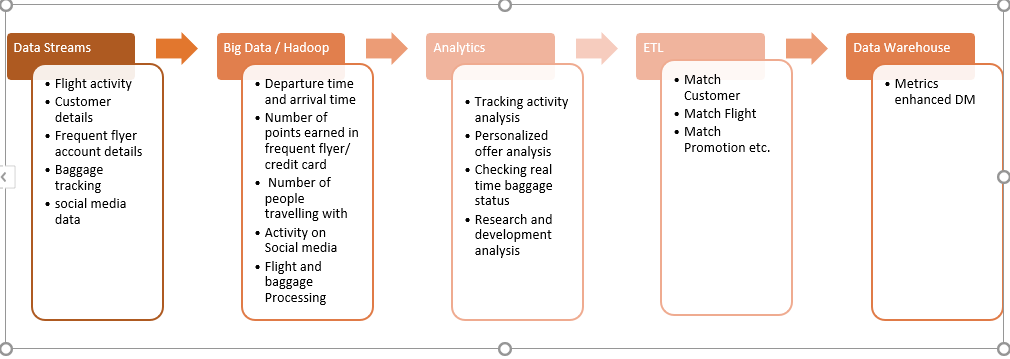 Data Streams
• Flight activity
• Customer
details
• Frequent flyer
account details
• Baggage
tracking
• social media
data
Big Data / Hadoop
• Departure time
and arrival time
• Number of
points earned in
frequent flyer/
credit card
• Number of
people
travelling with
• Activity on
Social media
• Flight and
baggage
Processing
Analytics
• Tracking activity
analysis
• Personalized
offer analysis
• Checking real
time baggage
status
• Research and
development
analysis
ETL
• Match
Customer
• Match Flight
• Match
Promotion etc.
Data Warehouse
• Metrics
enhanced DM